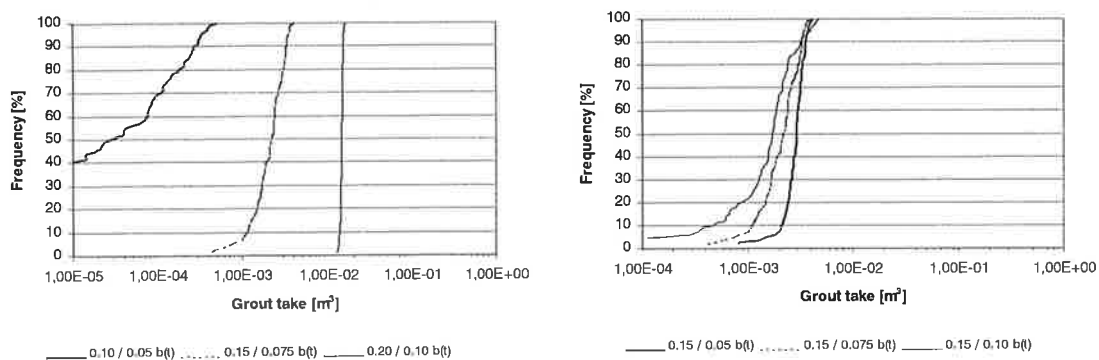 100
90
80
70
60
50
40
30
20
10
0
Frequency [%]
1,00E-05 1,00E-04 1,00E-03 1,00E-02 1,00E-01 1,00E+00
Grout take [m³]
0.10 / 0.05 b(t) 0.15 / 0.075 b(t) 0.20 / 0.10 b(t)
100
90
80
70
60
50
40
30
20
10
0
Frequency [%]
1,00E-04 1,00E-03 1,00E-02 1,00E-01 1,00E+00
Grout take [m³]
0.15 / 0.05 b(t) 0.15 / 0.075 b(t) 0.15 / 0.10 b(t)